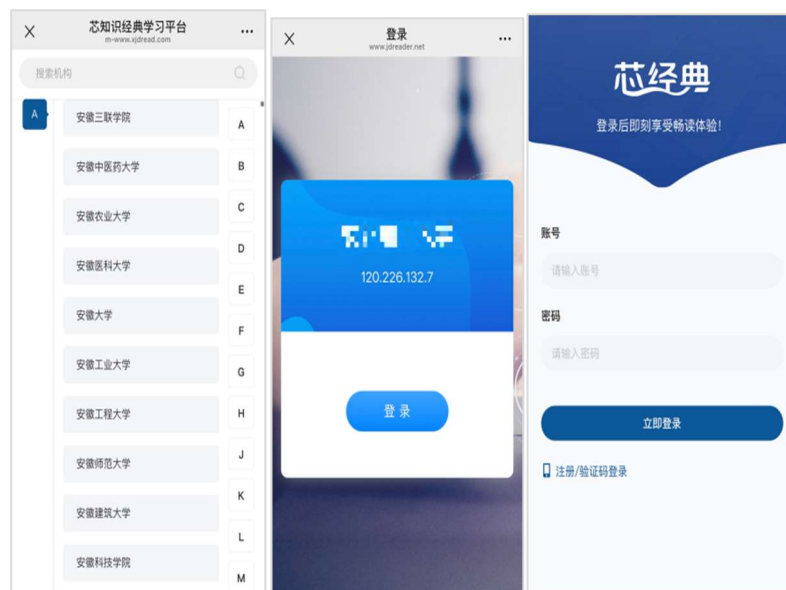 芯知识经典学习平台
m-www.xjdread.com
搜索机构
A
安徽三联学院
安徽中医药大学
安徽农业大学
安徽医科大学
安徽大学
安徽工业大学
安徽工程大学
安徽师范大学
安徽建筑大学
安徽科技学院
A
B
C
D
E
F
G
H
J
K
L
M
登录
www.jdreader.net
120.226.132.7
登 录
芯经典
登录后即刻享受畅读体验!
账号
请输入账号
密码
请输入密码
立即登录
注册/验证码登录